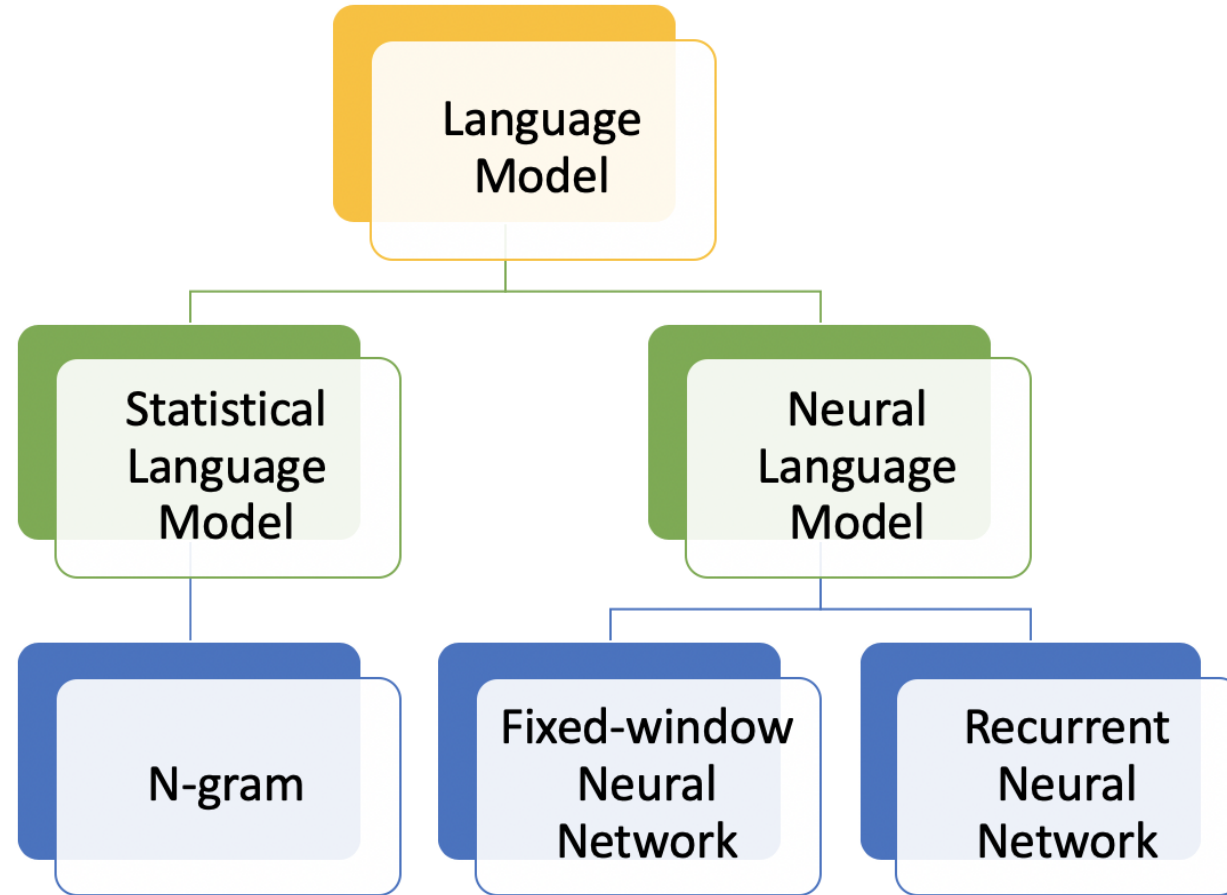 Language
Model
Statistical
Language
Model
Neural
Language
Model
N-gram
Fixed-window
Neural
Network
Recurrent
Neural
Network